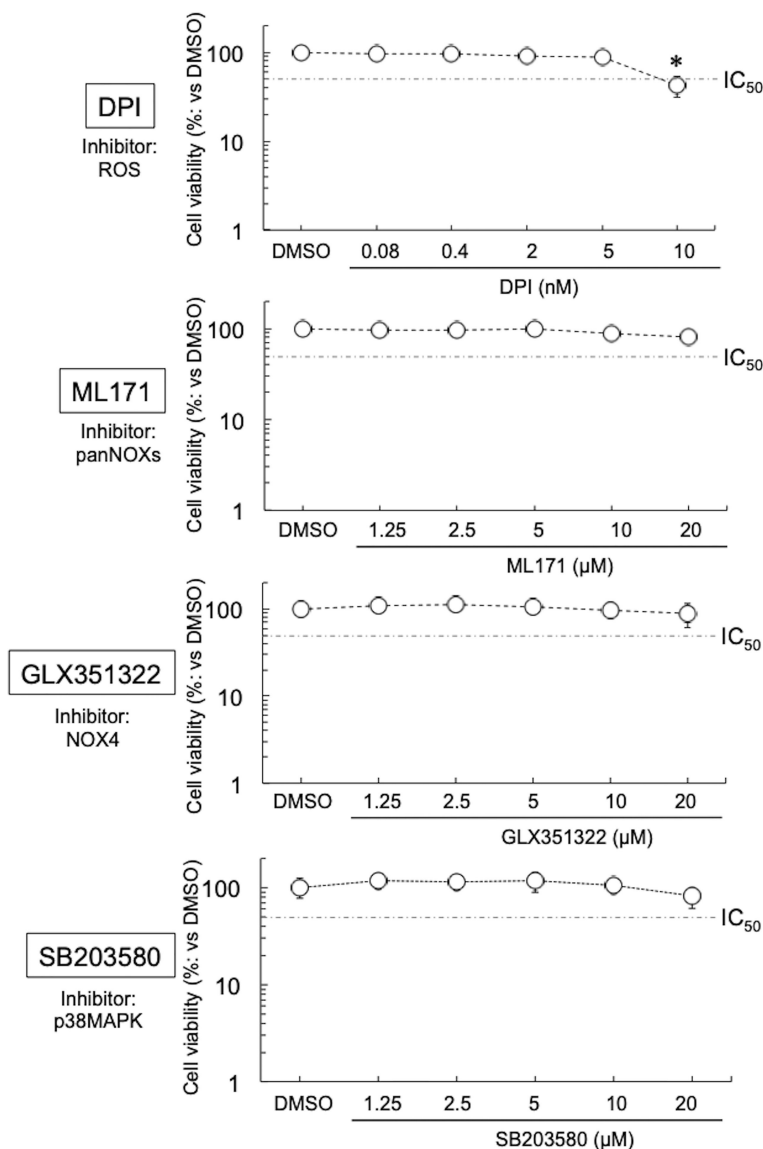 DPI
Inhibitor:
ROS
Cell viability (%: vs DMSO)
100
10
1
*
IC50
DMSO 0.08 0.4 2 5 10
DPI (nM)
ML171
Inhibitor:
panNOXs
Cell viability (%: vs DMSO)
100
10
1
IC50
DMSO 1.25 2.5 5 10 20
ML171 (μM)
GLX351322
Inhibitor:
NOX4
Cell viability (%: vs DMSO)
100
10
1
IC50
DMSO 1.25 2.5 5 10 20
GLX351322 (μM)
SB203580
Inhibitor:
p38MAPK
Cell viability (%: vs DMSO)
100
10
1
IC50
DMSO 1.25 2.5 5 10 20
SB203580 (μM)